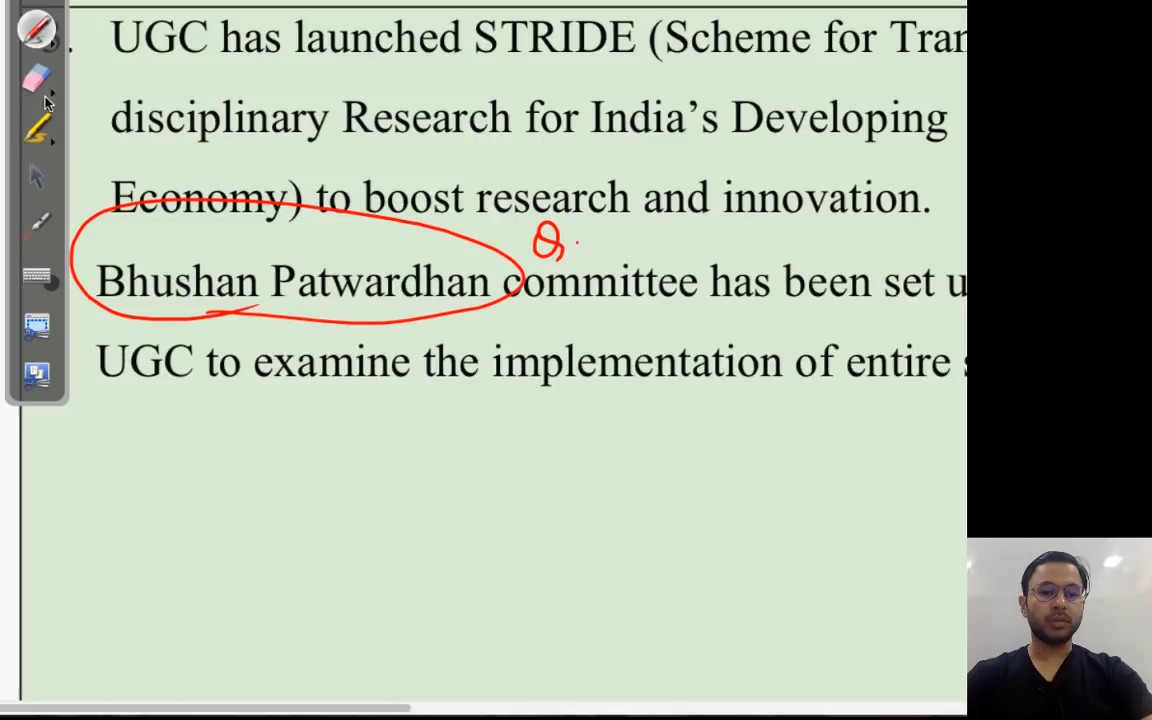 UGC has launched STRIDE (Scheme for Tran
disciplinary Research for India's Developing
Economy) to boost research and innovation.
Q
Bhushan Patwardhan committee has been set u
UGC to examine the implementation of entire